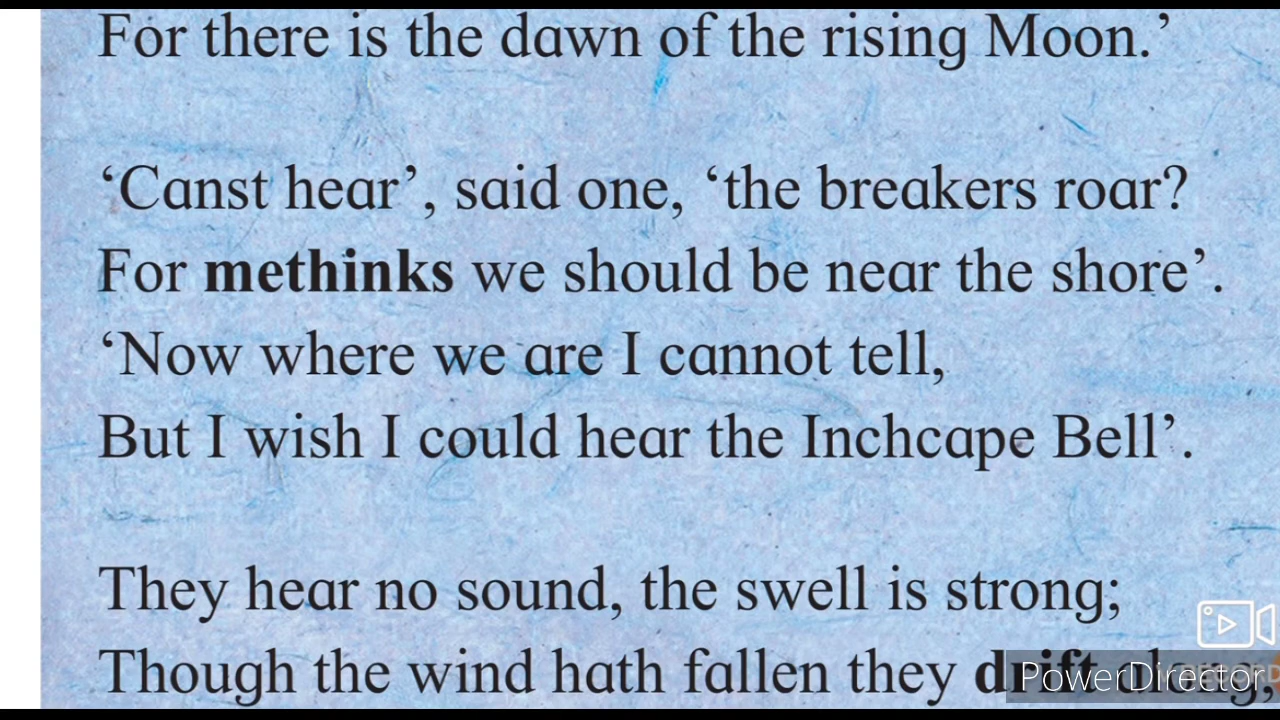 For there is the dawn of the rising Moon.’
‘Canst hear’, said one, ‘the breakers roar?
For methinks we should be near the shore’.
‘Now where we are I cannot tell,
But I wish I could hear the Inchcape Bell’.
They hear no sound, the swell is strong;
Though the wind hath fallen they drift along,
PowerDirector